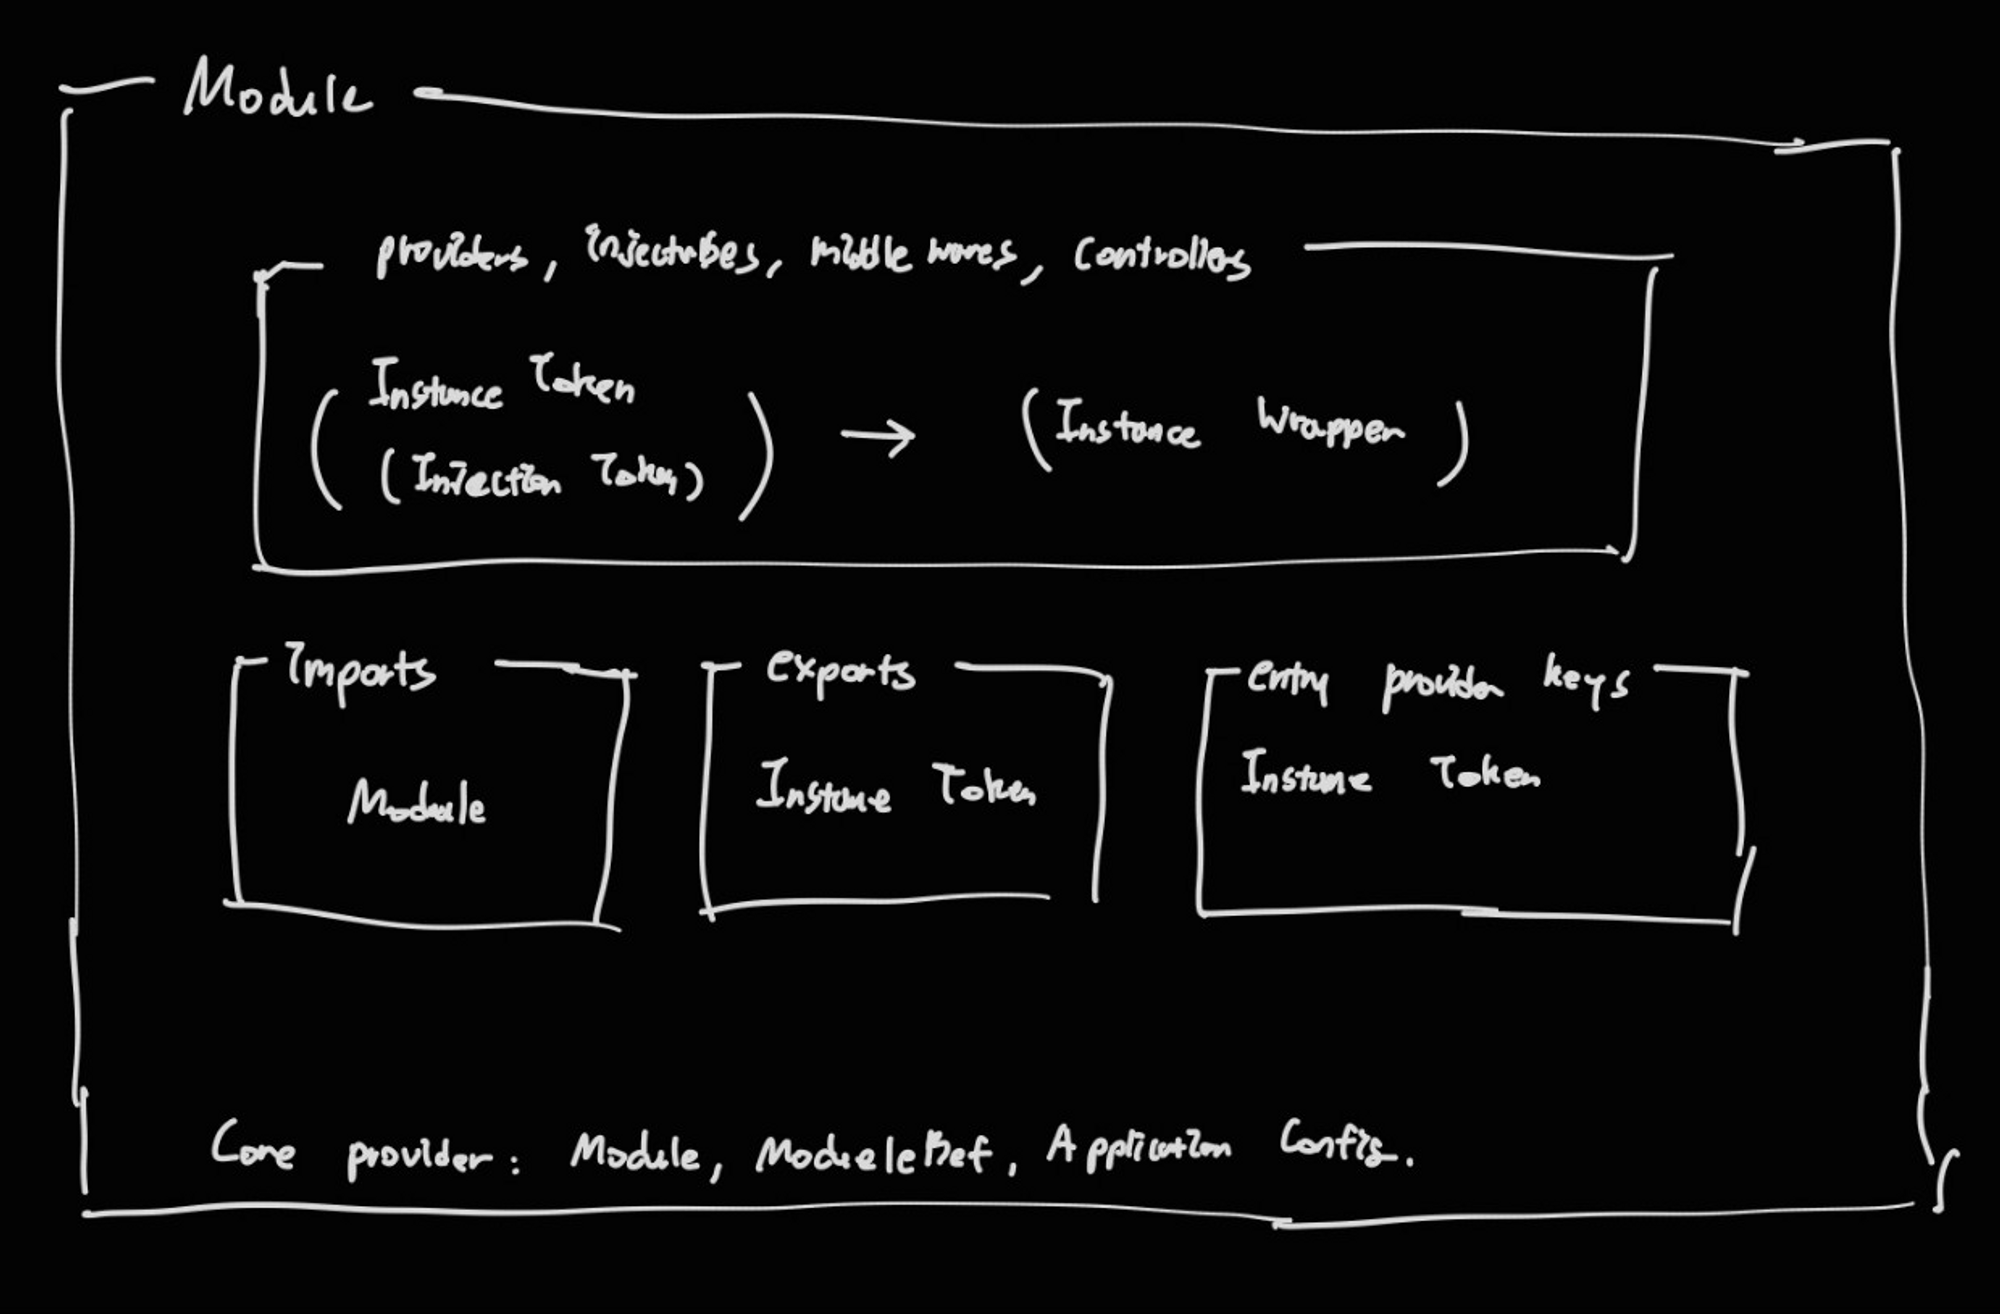 Module
providers, injectables, middlewares, controllers
Instance Token
(Injection Token)
→
(Instance Wrapper)
Imports
exports
entry provider keys
Module
Instance Token
Instance Token
Core provider: Module, ModuleRef, Application Config.